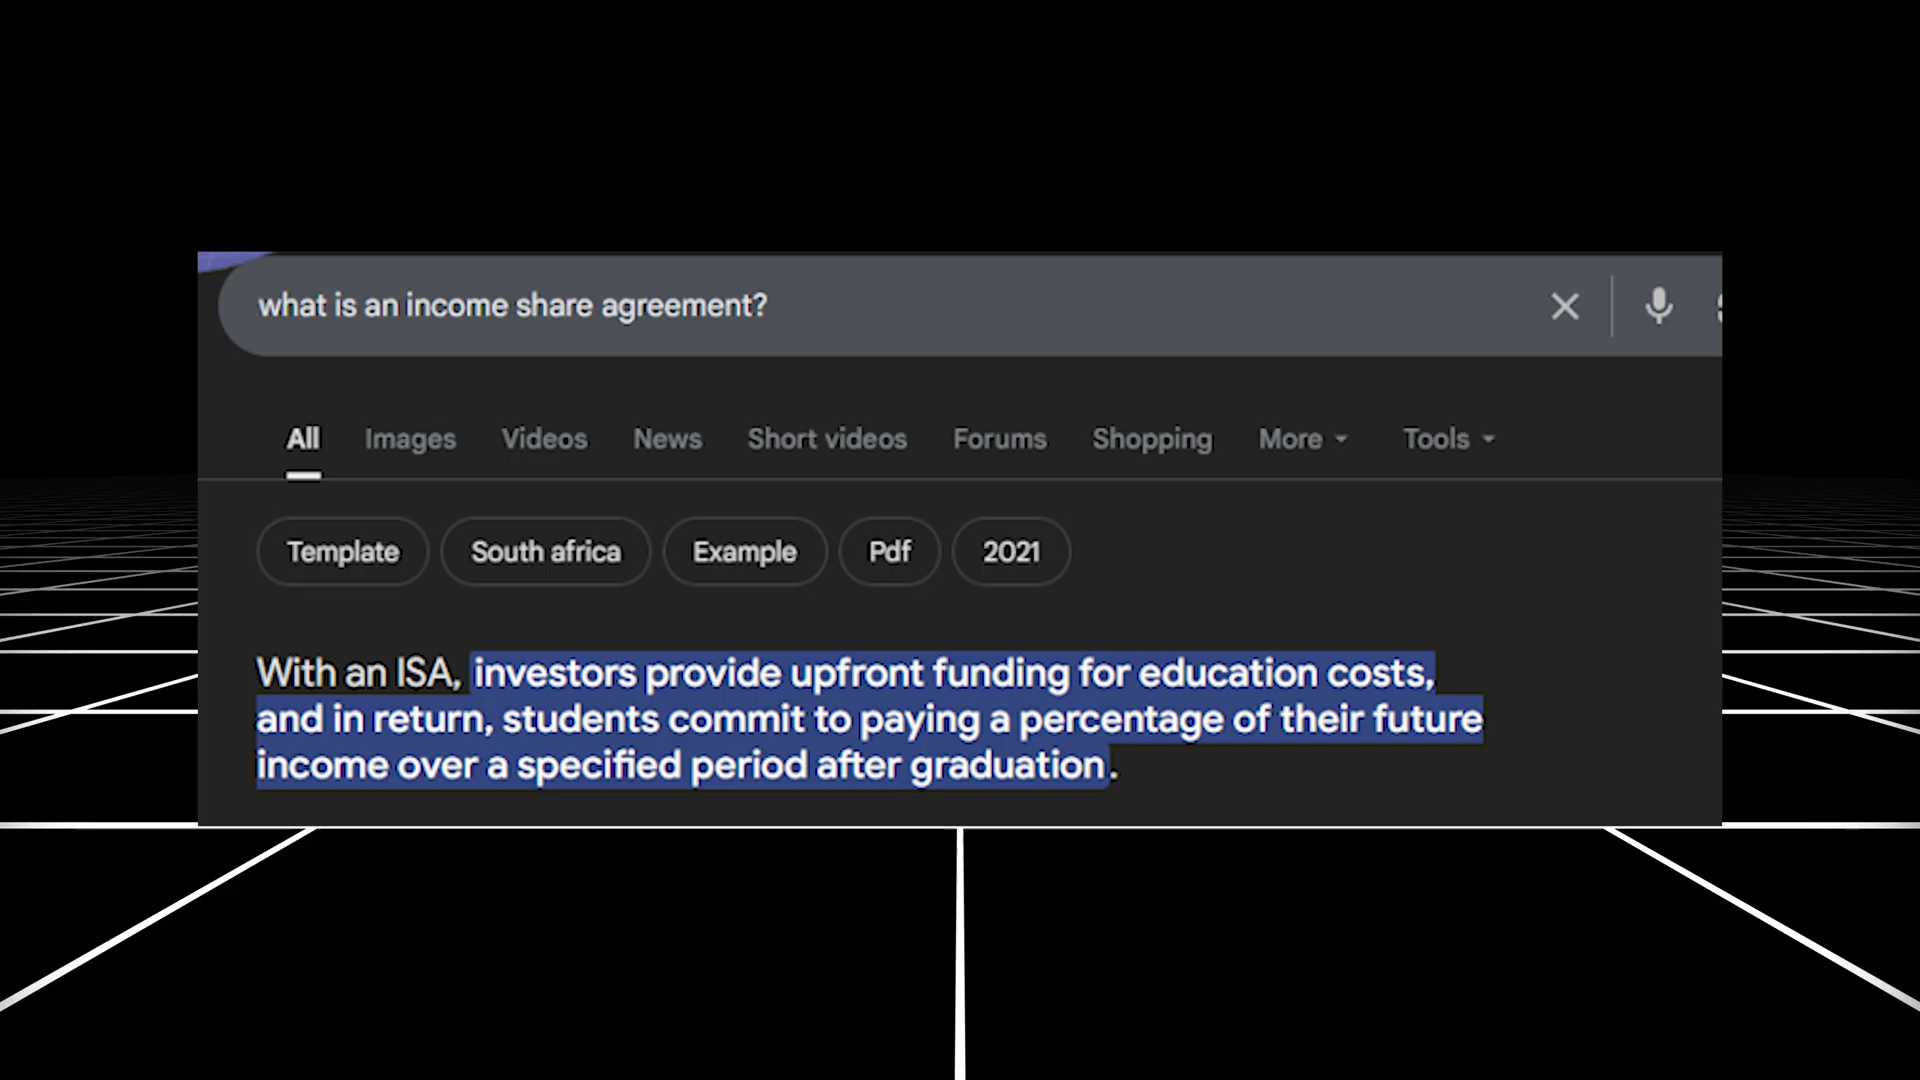 what is an income share agreement?
All Images Videos News Short videos Forums Shopping More Tools
Template South africa Example Pdf 2021
With an ISA, investors provide upfront funding for education costs,
and in return, students commit to paying a percentage of their future
income over a specified period after graduation.